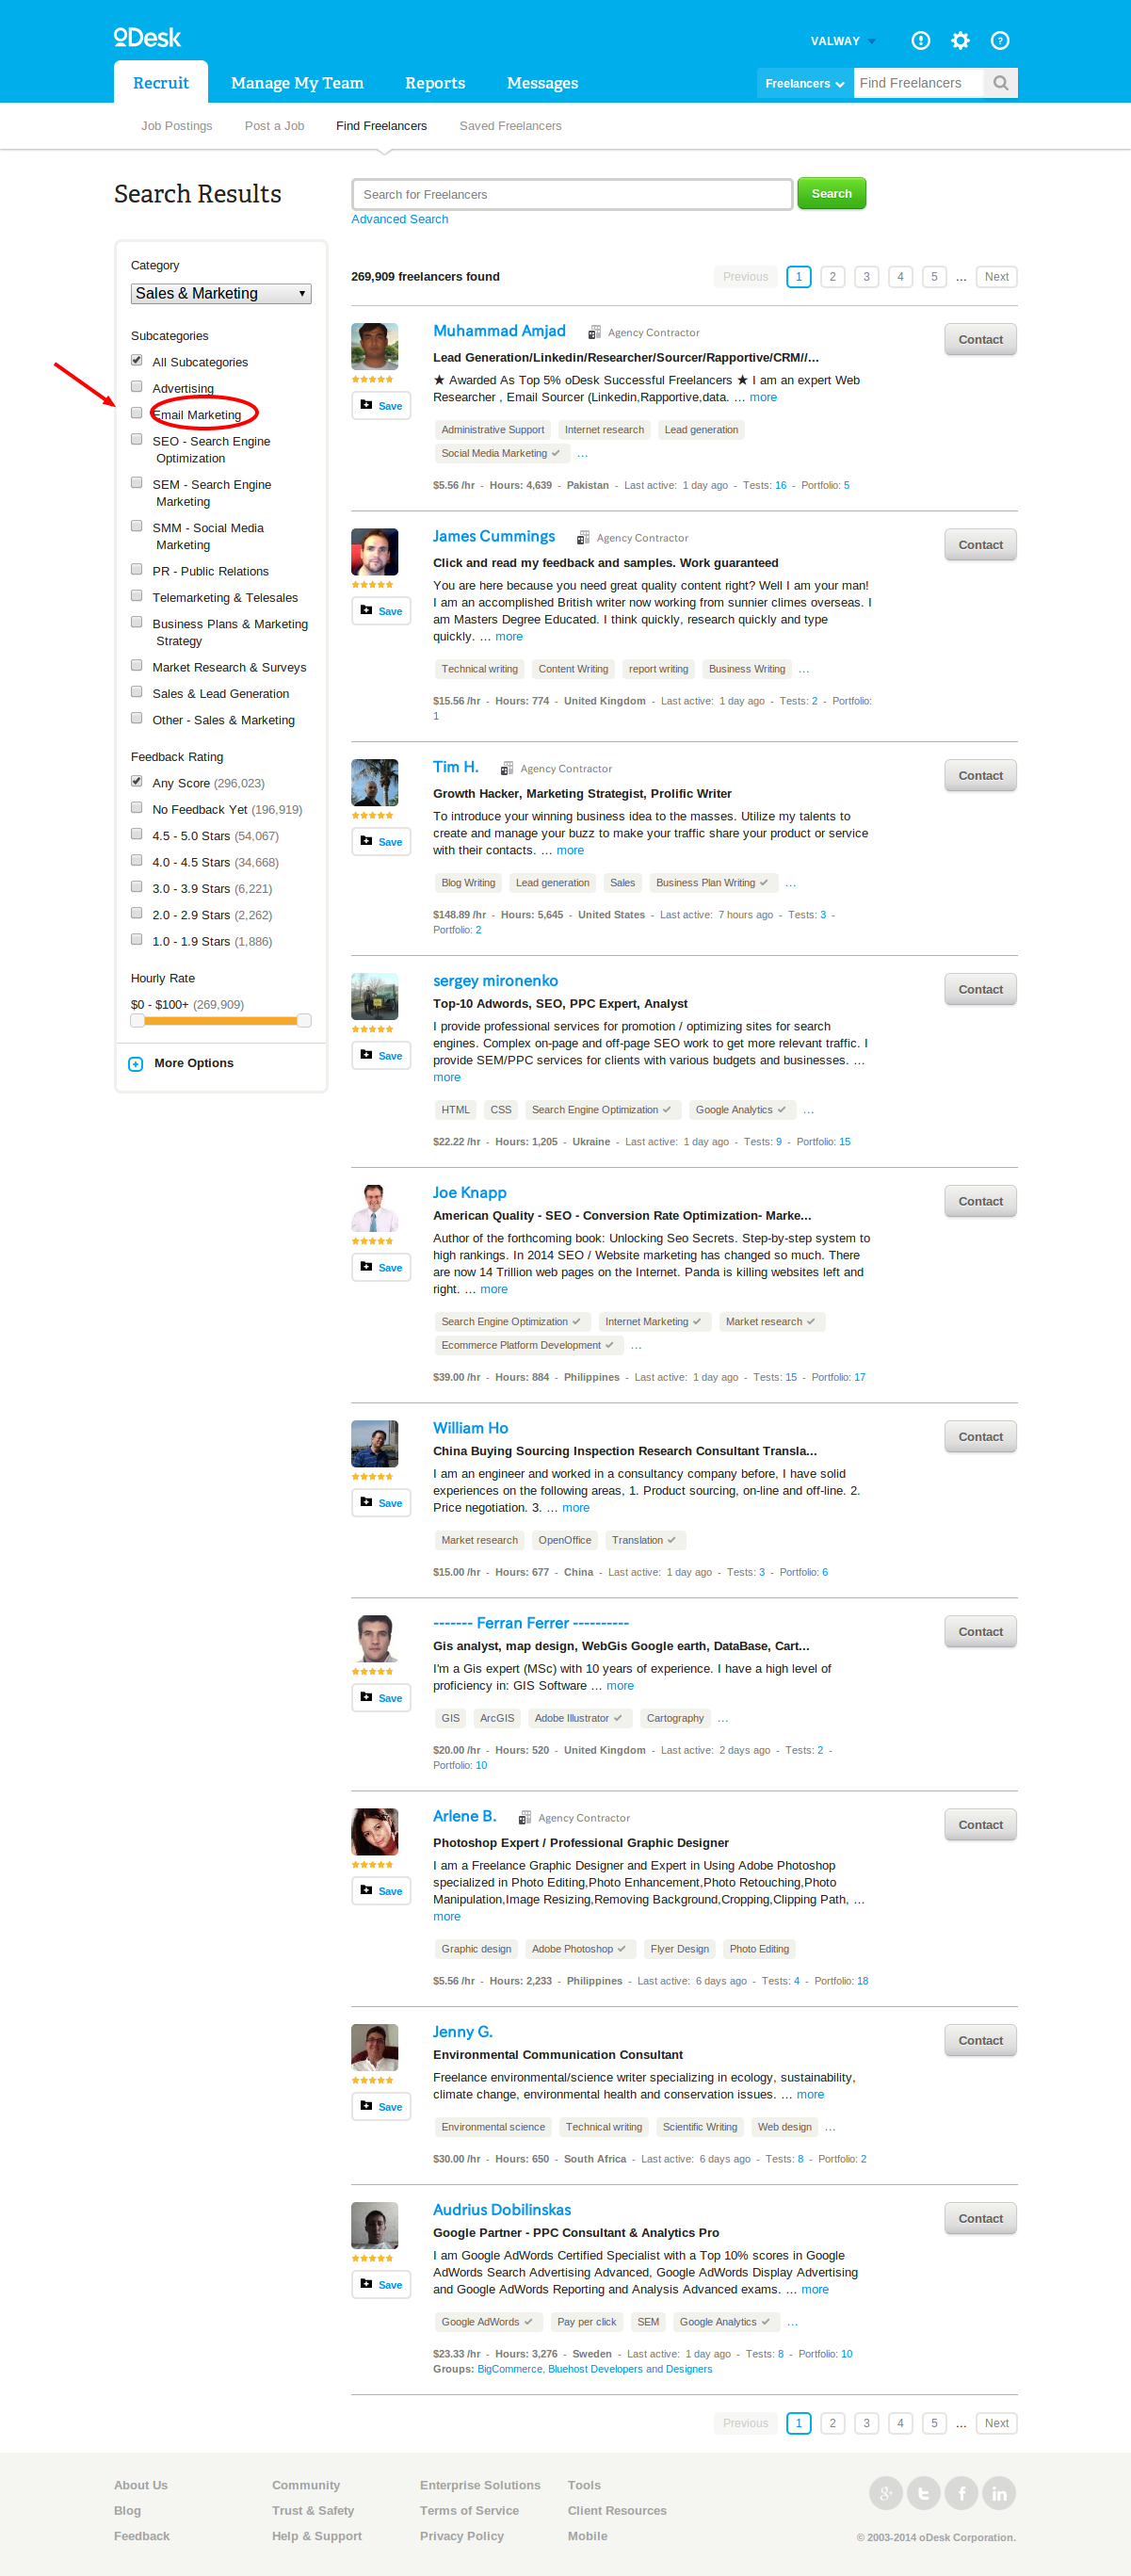 oDesk
VALWAY
Recruit Manage My Team Reports Messages
Freelancers Find Freelancers
Job Postings Post a Job Find Freelancers Saved Freelancers
Search Results
Search for Freelancers Search
Advanced Search
Category
Sales & Marketing
Subcategories
All Subcategories
Advertising
Email Marketing
SEO - Search Engine
Optimization
SEM - Search Engine
Marketing
SMM - Social Media
Marketing
PR - Public Relations
Telemarketing & Telesales
Business Plans & Marketing
Strategy
Market Research & Surveys
Sales & Lead Generation
Other - Sales & Marketing
Feedback Rating
Any Score (296,023)
No Feedback Yet (196,919)
4.5 - 5.0 Stars (54,067)
4.0 - 4.5 Stars (34,668)
3.0 - 3.9 Stars (6,221)
2.0 - 2.9 Stars (2,262)
1.0 - 1.9 Stars (1,886)
Hourly Rate
$0 - $100+ (269,909)
More Options
269,909 freelancers found
Previous 1 2 3 4 5 ... Next
Muhammad Amjad Agency Contractor
Contact
Lead Generation/Linkedin/Researcher/Sourcer/Rapportive/CRM//...
★ Awarded As Top 5% oDesk Successful Freelancers ★ I am an expert Web
Researcher , Email Sourcer (Linkedin,Rapportive,data. ... more
Save
Administrative Support Internet research Lead generation
Social Media Marketing ...
$5.56 /hr - Hours: 4,639 - Pakistan - Last active: 1 day ago - Tests: 16 - Portfolio: 5
James Cummings Agency Contractor
Contact
Click and read my feedback and samples. Work guaranteed
You are here because you need great quality content right? Well I am your man!
I am an accomplished British writer now working from sunnier climes overseas. I
am Masters Degree Educated. I think quickly, research quickly and type
quickly. ... more
Save
Technical writing Content Writing report writing Business Writing ...
$15.56 /hr - Hours: 774 - United Kingdom - Last active: 1 day ago - Tests: 2 - Portfolio:
1
Tim H. Agency Contractor
Contact
Growth Hacker, Marketing Strategist, Prolific Writer
To introduce your winning business idea to the masses. Utilize my talents to
create and manage your buzz to make your traffic share your product or service
with their contacts. ... more
Save
Blog Writing Lead generation Sales Business Plan Writing ...
$148.89 /hr - Hours: 5,645 - United States - Last active: 7 hours ago - Tests: 3 -
Portfolio: 2
sergey mironenko
Contact
Top-10 Adwords, SEO, PPC Expert, Analyst
I provide professional services for promotion / optimizing sites for search
engines. Complex on-page and off-page SEO work to get more relevant traffic. I
provide SEM/PPC services for clients with various budgets and businesses. ...
more
Save
HTML CSS Search Engine Optimization Google Analytics ...
$22.22 /hr - Hours: 1,205 - Ukraine - Last active: 1 day ago - Tests: 9 - Portfolio: 15
Joe Knapp
Contact
American Quality - SEO - Conversion Rate Optimization- Marke...
Author of the forthcoming book: Unlocking Seo Secrets. Step-by-step system to
high rankings. In 2014 SEO / Website marketing has changed so much. There
are now 14 Trillion web pages on the Internet. Panda is killing websites left and
right. ... more
Save
Search Engine Optimization Internet Marketing Market research
Ecommerce Platform Development ...
$39.00 /hr - Hours: 884 - Philippines - Last active: 1 day ago - Tests: 15 - Portfolio: 17
William Ho
Contact
China Buying Sourcing Inspection Research Consultant Transla...
I am an engineer and worked in a consultancy company before, I have solid
experiences on the following areas, 1. Product sourcing, on-line and off-line. 2.
Price negotiation. 3. ... more
Save
Market research OpenOffice Translation
$15.00 /hr - Hours: 677 - China - Last active: 1 day ago - Tests: 3 - Portfolio: 6
------- Ferran Ferrer ----------
Contact
Gis analyst, map design, WebGis Google earth, DataBase, Cart...
I'm a Gis expert (MSc) with 10 years of experience. I have a high level of
proficiency in: GIS Software ... more
Save
GIS ArcGIS Adobe Illustrator Cartography ...
$20.00 /hr - Hours: 520 - United Kingdom - Last active: 2 days ago - Tests: 2 -
Portfolio: 10
Arlene B. Agency Contractor
Contact
Photoshop Expert / Professional Graphic Designer
I am a Freelance Graphic Designer and Expert in Using Adobe Photoshop
specialized in Photo Editing,Photo Enhancement,Photo Retouching,Photo
Manipulation,Image Resizing,Removing Background,Cropping,Clipping Path, ...
more
Save
Graphic design Adobe Photoshop Flyer Design Photo Editing
$5.56 /hr - Hours: 2,233 - Philippines - Last active: 6 days ago - Tests: 4 - Portfolio: 18
Jenny G.
Contact
Environmental Communication Consultant
Freelance environmental/science writer specializing in ecology, sustainability,
climate change, environmental health and conservation issues. ... more
Save
Environmental science Technical writing Scientific Writing Web design ...
$30.00 /hr - Hours: 650 - South Africa - Last active: 6 days ago - Tests: 8 - Portfolio: 2
Audrius Dobilinskas
Contact
Google Partner - PPC Consultant & Analytics Pro
I am Google AdWords Certified Specialist with a Top 10% scores in Google
AdWords Search Advertising Advanced, Google AdWords Display Advertising
and Google AdWords Reporting and Analysis Advanced exams. ... more
Save
Google AdWords Pay per click SEM Google Analytics ...
$23.33 /hr - Hours: 3,276 - Sweden - Last active: 1 day ago - Tests: 8 - Portfolio: 10
Groups: BigCommerce, Bluehost Developers and Designers
Previous 1 2 3 4 5 ... Next
About Us Community Enterprise Solutions Tools
Blog Trust & Safety Terms of Service Client Resources
Feedback Help & Support Privacy Policy Mobile
© 2003-2014 oDesk Corporation.